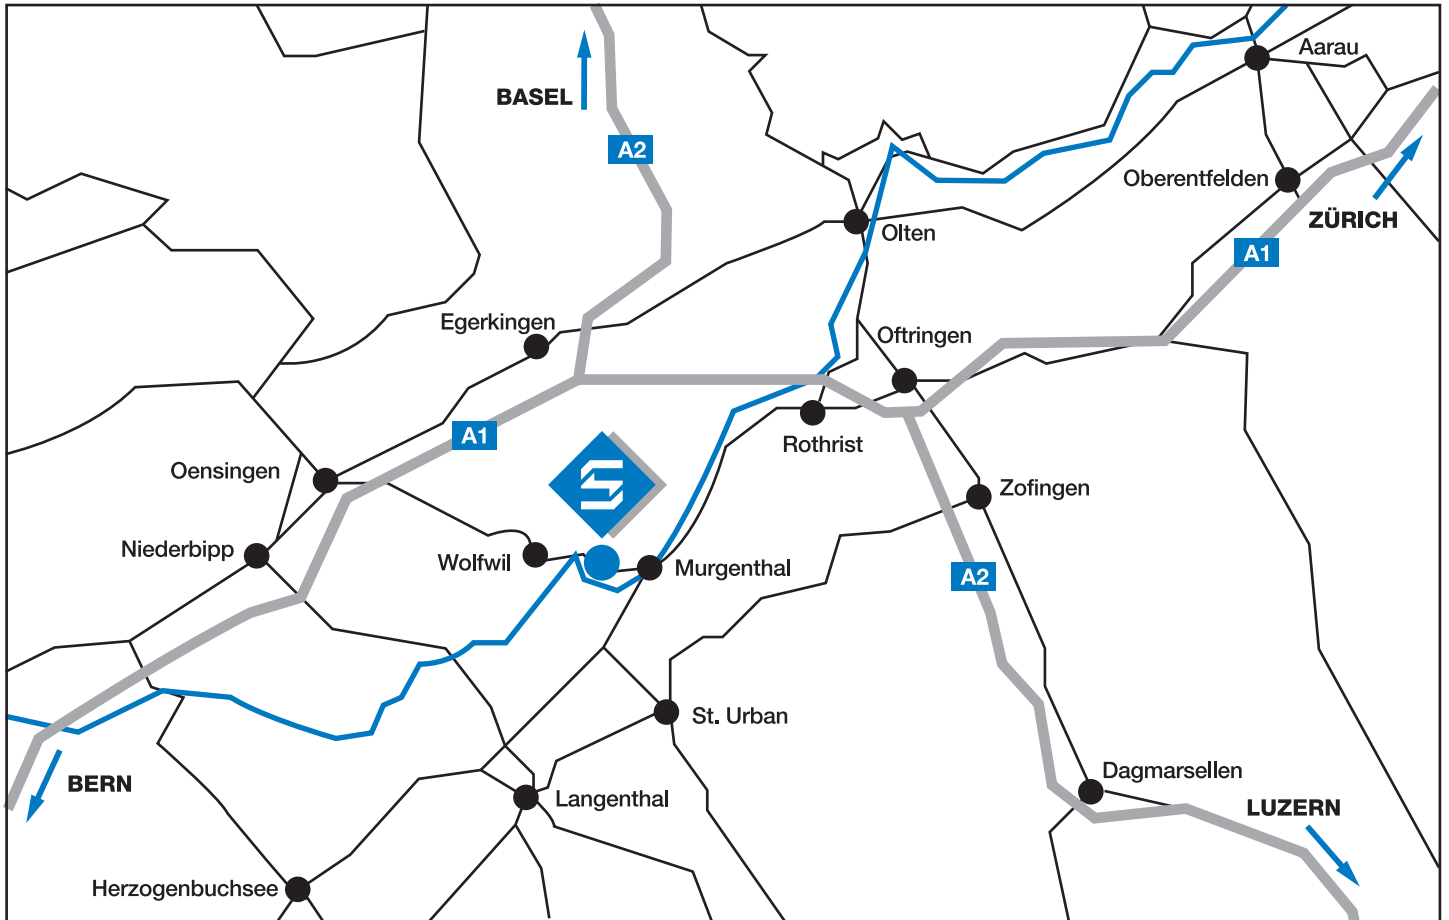 Aarau
BASEL
A2
Oberentfelden
ZÜRICH
Olten
A1
Egerkingen
Oftringen
A1
Rothrist
Oensingen
S
Zofingen
Niederbipp
Wolfwil
Murgenthal
A2
St. Urban
BERN
Dagmarsellen
Langenthal
LUZERN
Herzogenbuchsee